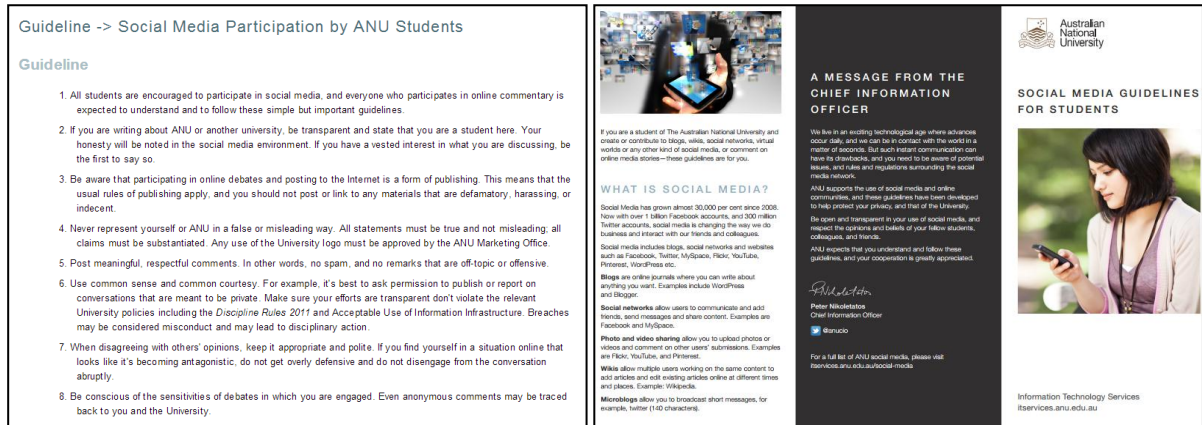 Guideline -> Social Media Participation by ANU Students
Guideline
1. All students are encouraged to participate in social media, and everyone who participates in online commentary is
expected to understand and to follow these simple but important guidelines.
2. If you are writing about ANU or another university, be transparent and state that you are a student here. Your
honesty will be noted in the social media environment. If you have a vested interest in what you are discussing, be
the first to say so.
3. Be aware that participating in online debates and posting to the Internet is a form of publishing. This means that the
usual rules of publishing apply, and you should not post or link to any materials that are defamatory, harassing, or
indecent.
4. Never represent yourself or ANU in a false or misleading way. All statements must be true and not misleading; all
claims must be substantiated. Any use of the University logo must be approved by the ANU Marketing Office.
5. Post meaningful, respectful comments. In other words, no spam, and no remarks that are off-topic or offensive.
6. Use common sense and common courtesy. For example, it's best to ask permission to publish or report on
conversations that are meant to be private. Make sure your efforts are transparent don't violate the relevant
University policies including the Discipline Rules 2011 and Acceptable Use of Information Infrastructure. Breaches
may be considered misconduct and may lead to disciplinary action.
7. When disagreeing with others' opinions, keep it appropriate and polite. If you find yourself in a situation online that
looks like it's becoming antagonistic, do not get overly defensive and do not disengage from the conversation
abruptly.
8. Be conscious of the sensitivities of debates in which you are engaged. Even anonymous comments may be traced
back to you and the University.
If you are a student of The Australian National University and
create or contribute to blogs, wikis, social networks, virtual
worlds or any other kind of social media, or comment on
online media stories—these guidelines are for you.
WHAT IS SOCIAL MEDIA?
Social Media has grown almost 30,000 per cent since 2008.
Now with over 1 billion Facebook accounts, and 300 million
Twitter accounts, social media is changing the way we do
business and interact with our friends and colleagues.
Social media includes blogs, social networks and websites
such as Facebook, Twitter, MySpace, Flickr, YouTube,
Pinterest, WordPress etc.
Blogs are online journals where you can write about
anything you want. Examples include WordPress
and Blogger.
Social networks allow users to communicate and add
friends, send messages and share content. Examples are
Facebook and MySpace.
Photo and video sharing allow you to upload photos or
videos and comment on other users' submissions. Examples
are Flickr, YouTube, and Pinterest.
Wikis allow multiple users working on the same content to
add articles and edit existing articles online at different times
and places. Example: Wikipedia.
Microblogs allow you to broadcast short messages, for
example, twitter (140 characters).
A MESSAGE FROM THE
CHIEF INFORMATION
OFFICER
We live in an exciting technological age where advances
occur daily, and we can be in contact with the world in a
matter of seconds. But such instant communication can
have its drawbacks, and you need to be aware of potential
issues, and rules and regulations surrounding the social
media network.
ANU supports the use of social media and online
communities, and these guidelines have been developed
to help protect your privacy, and that of the University.
Be open and transparent in your use of social media, and
respect the opinions and beliefs of your fellow students,
colleagues, and friends.
ANU expects that you understand and follow these
guidelines, and your cooperation is greatly appreciated.
PNikoletatos
Peter Nikoletatos
Chief Information Officer
@anucio
For a full list of ANU social media, please visit
itservices.anu.edu.au/social-media
Australian
National
University
SOCIAL MEDIA GUIDELINES
FOR STUDENTS
Information Technology Services
itservices.anu.edu.au